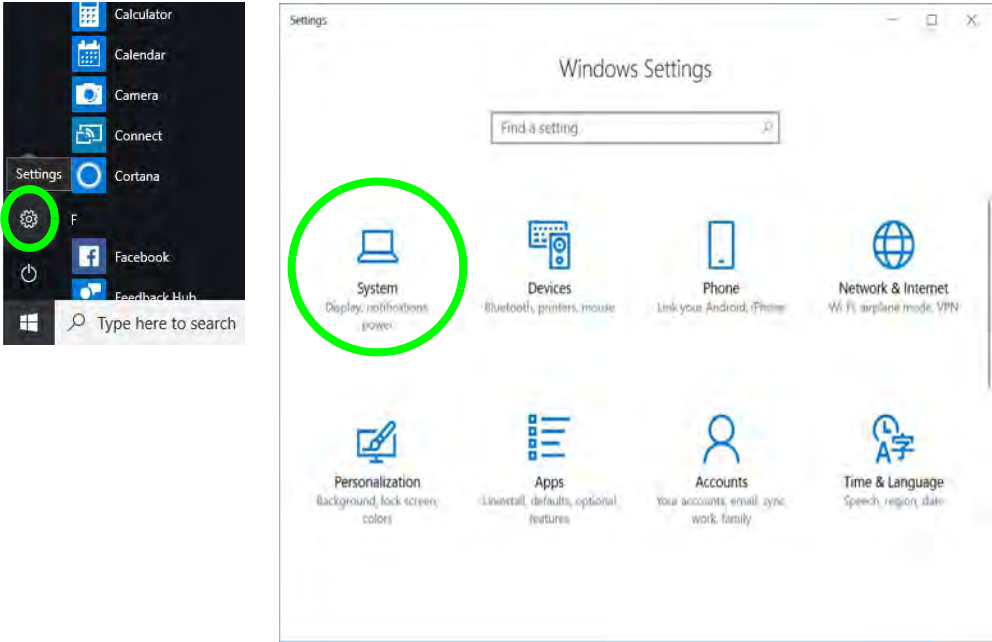 Calculator
Calendar
Camera
Connect
Settings
Cortana
F
Facebook
Feedback Hub
Type here to search
Settings
Windows Settings
Find a setting
System
Display, notifications,
power
Devices
Bluetooth, printers, mouse
Phone
Link your Android, iPhone
Network & Internet
Wi-Fi, airplane mode, VPN
Personalization
Background, lock screen,
colors
Apps
Uninstall, defaults, optional
features
Accounts
Your accounts, email, sync,
work, family
Time & Language
Speech, region, date